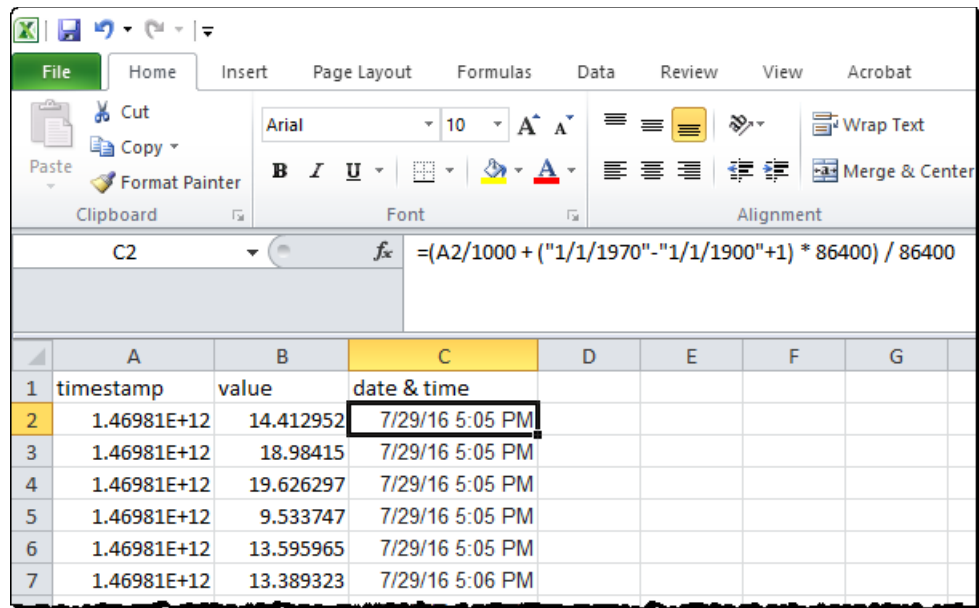 File Home Insert Page Layout Formulas Data Review View Acrobat
Paste
Cut
Copy
Format Painter
Clipboard
Arial 10 A A
B I U A
Font
Wrap Text
Merge & Center
Alignment
C2 fx =(A2/1000 + ("1/1/1970"-"1/1/1900"+1) * 86400) / 86400
A B C D E F G
1 timestamp value date & time
2 1.46981E+12 14.412952 7/29/16 5:05 PM
3 1.46981E+12 18.98415 7/29/16 5:05 PM
4 1.46981E+12 19.626297 7/29/16 5:05 PM
5 1.46981E+12 9.533747 7/29/16 5:05 PM
6 1.46981E+12 13.595965 7/29/16 5:05 PM
7 1.46981E+12 13.389323 7/29/16 5:06 PM